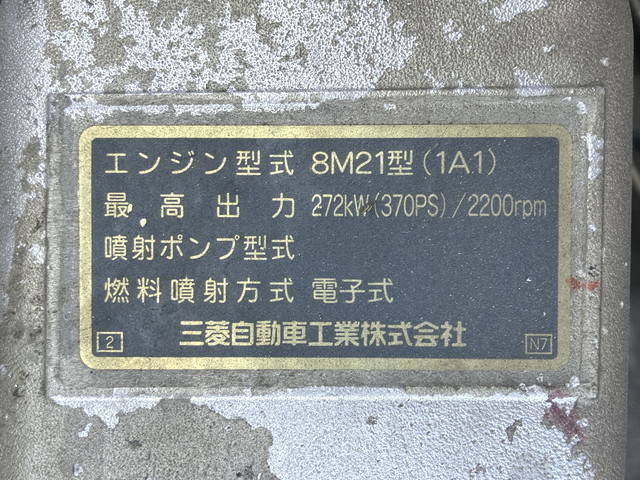 エンジン型式 8M21型(1A1)
最高出力 272kW(370PS)/2200rpm
噴射ポンプ型式
燃料噴射方式 電子式
2 三菱自動車工業株式会社 N7